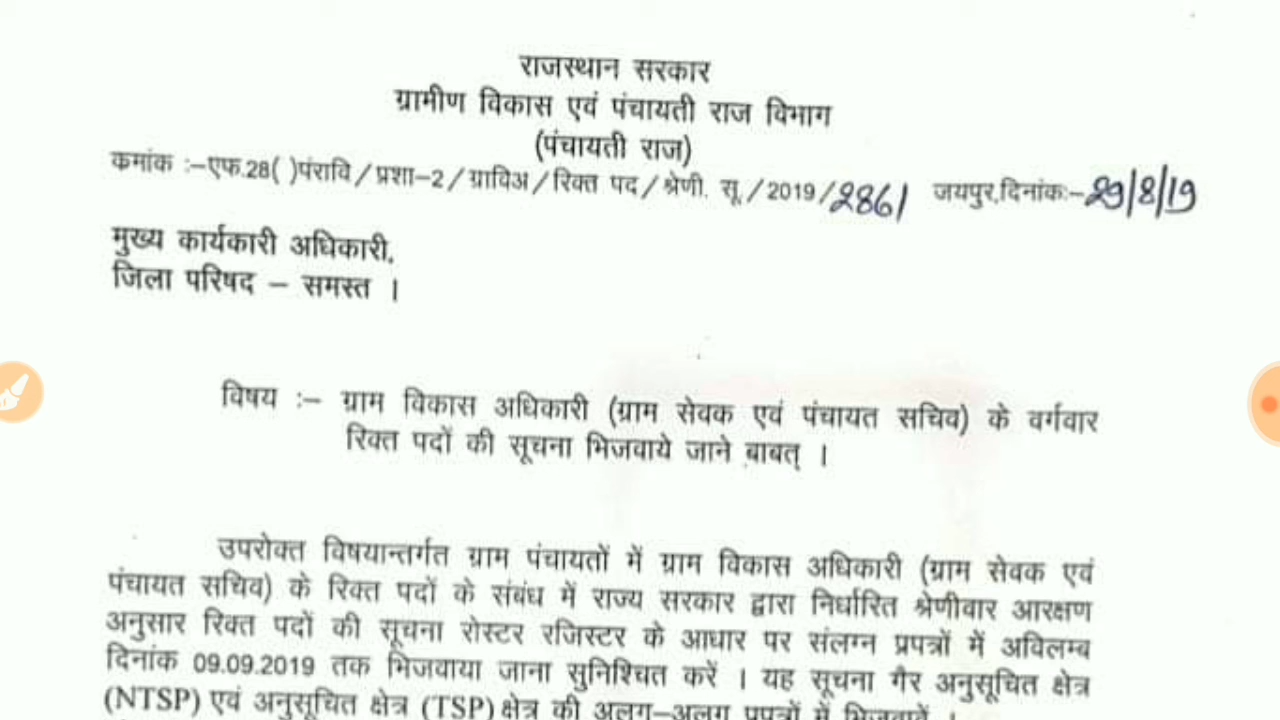 राजस्थान सरकार
ग्रामीण विकास एवं पंचायती राज विभाग
(पंचायती राज)
कमांक :–एफ.28( )पंरावि/प्रशा–2/ग्राविअ/रिक्त पद/श्रेणी. सू./2019/2861 जयपुर,दिनांकः–29/8/19
मुख्य कार्यकारी अधिकारी,
जिला परिषद – समस्त ।
विषय :– ग्राम विकास अधिकारी (ग्राम सेवक एवं पंचायत सचिव) के वर्गवार
रिक्त पदों की सूचना भिजवाये जाने बाबत् ।
उपरोक्त विषयान्तर्गत ग्राम पंचायतों में ग्राम विकास अधिकारी (ग्राम सेवक एवं
पंचायत सचिव) के रिक्त पदों के संबंध में राज्य सरकार द्वारा निर्धारित श्रेणीवार आरक्षण
अनुसार रिक्त पदों की सूचना रोस्टर रजिस्टर के आधार पर संलग्न प्रपत्रों में अविलम्ब
दिनांक 09.09.2019 तक भिजवाया जाना सुनिश्चित करें । यह सूचना गैर अनुसूचित क्षेत्र
(NTSP) एवं अनुसूचित क्षेत्र (TSP) क्षेत्र की अलग–अलग प्रपत्रों में भिजवावें ।